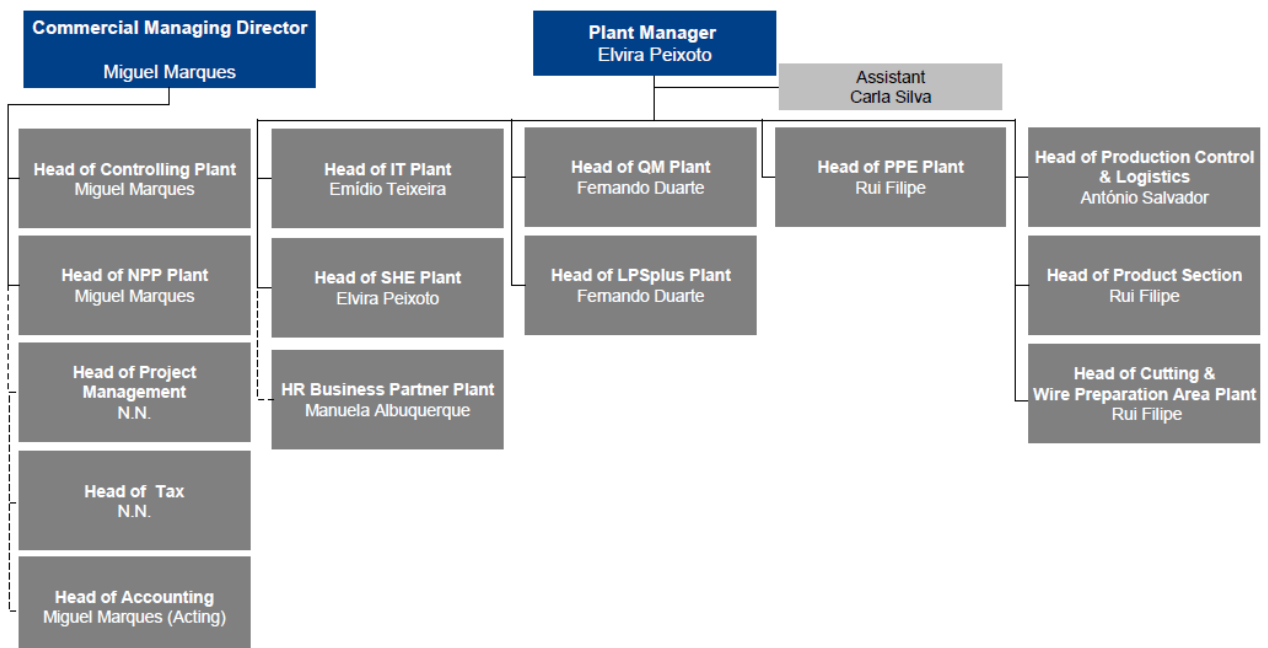 Commercial Managing Director
Miguel Marques
Plant Manager
Elvira Peixoto
Assistant
Carla Silva
Head of Controlling Plant
Miguel Marques
Head of IT Plant
Emídio Teixeira
Head of QM Plant
Fernando Duarte
Head of PPE Plant
Rui Filipe
Head of Production Control
& Logistics
António Salvador
Head of NPP Plant
Miguel Marques
Head of SHE Plant
Elvira Peixoto
Head of LPSplus Plant
Fernando Duarte
Head of Product Section
Rui Filipe
Head of Project
Management
N.N.
HR Business Partner Plant
Manuela Albuquerque
Head of Cutting &
Wire Preparation Area Plant
Rui Filipe
Head of Tax
N.N.
Head of Accounting
Miguel Marques (Acting)